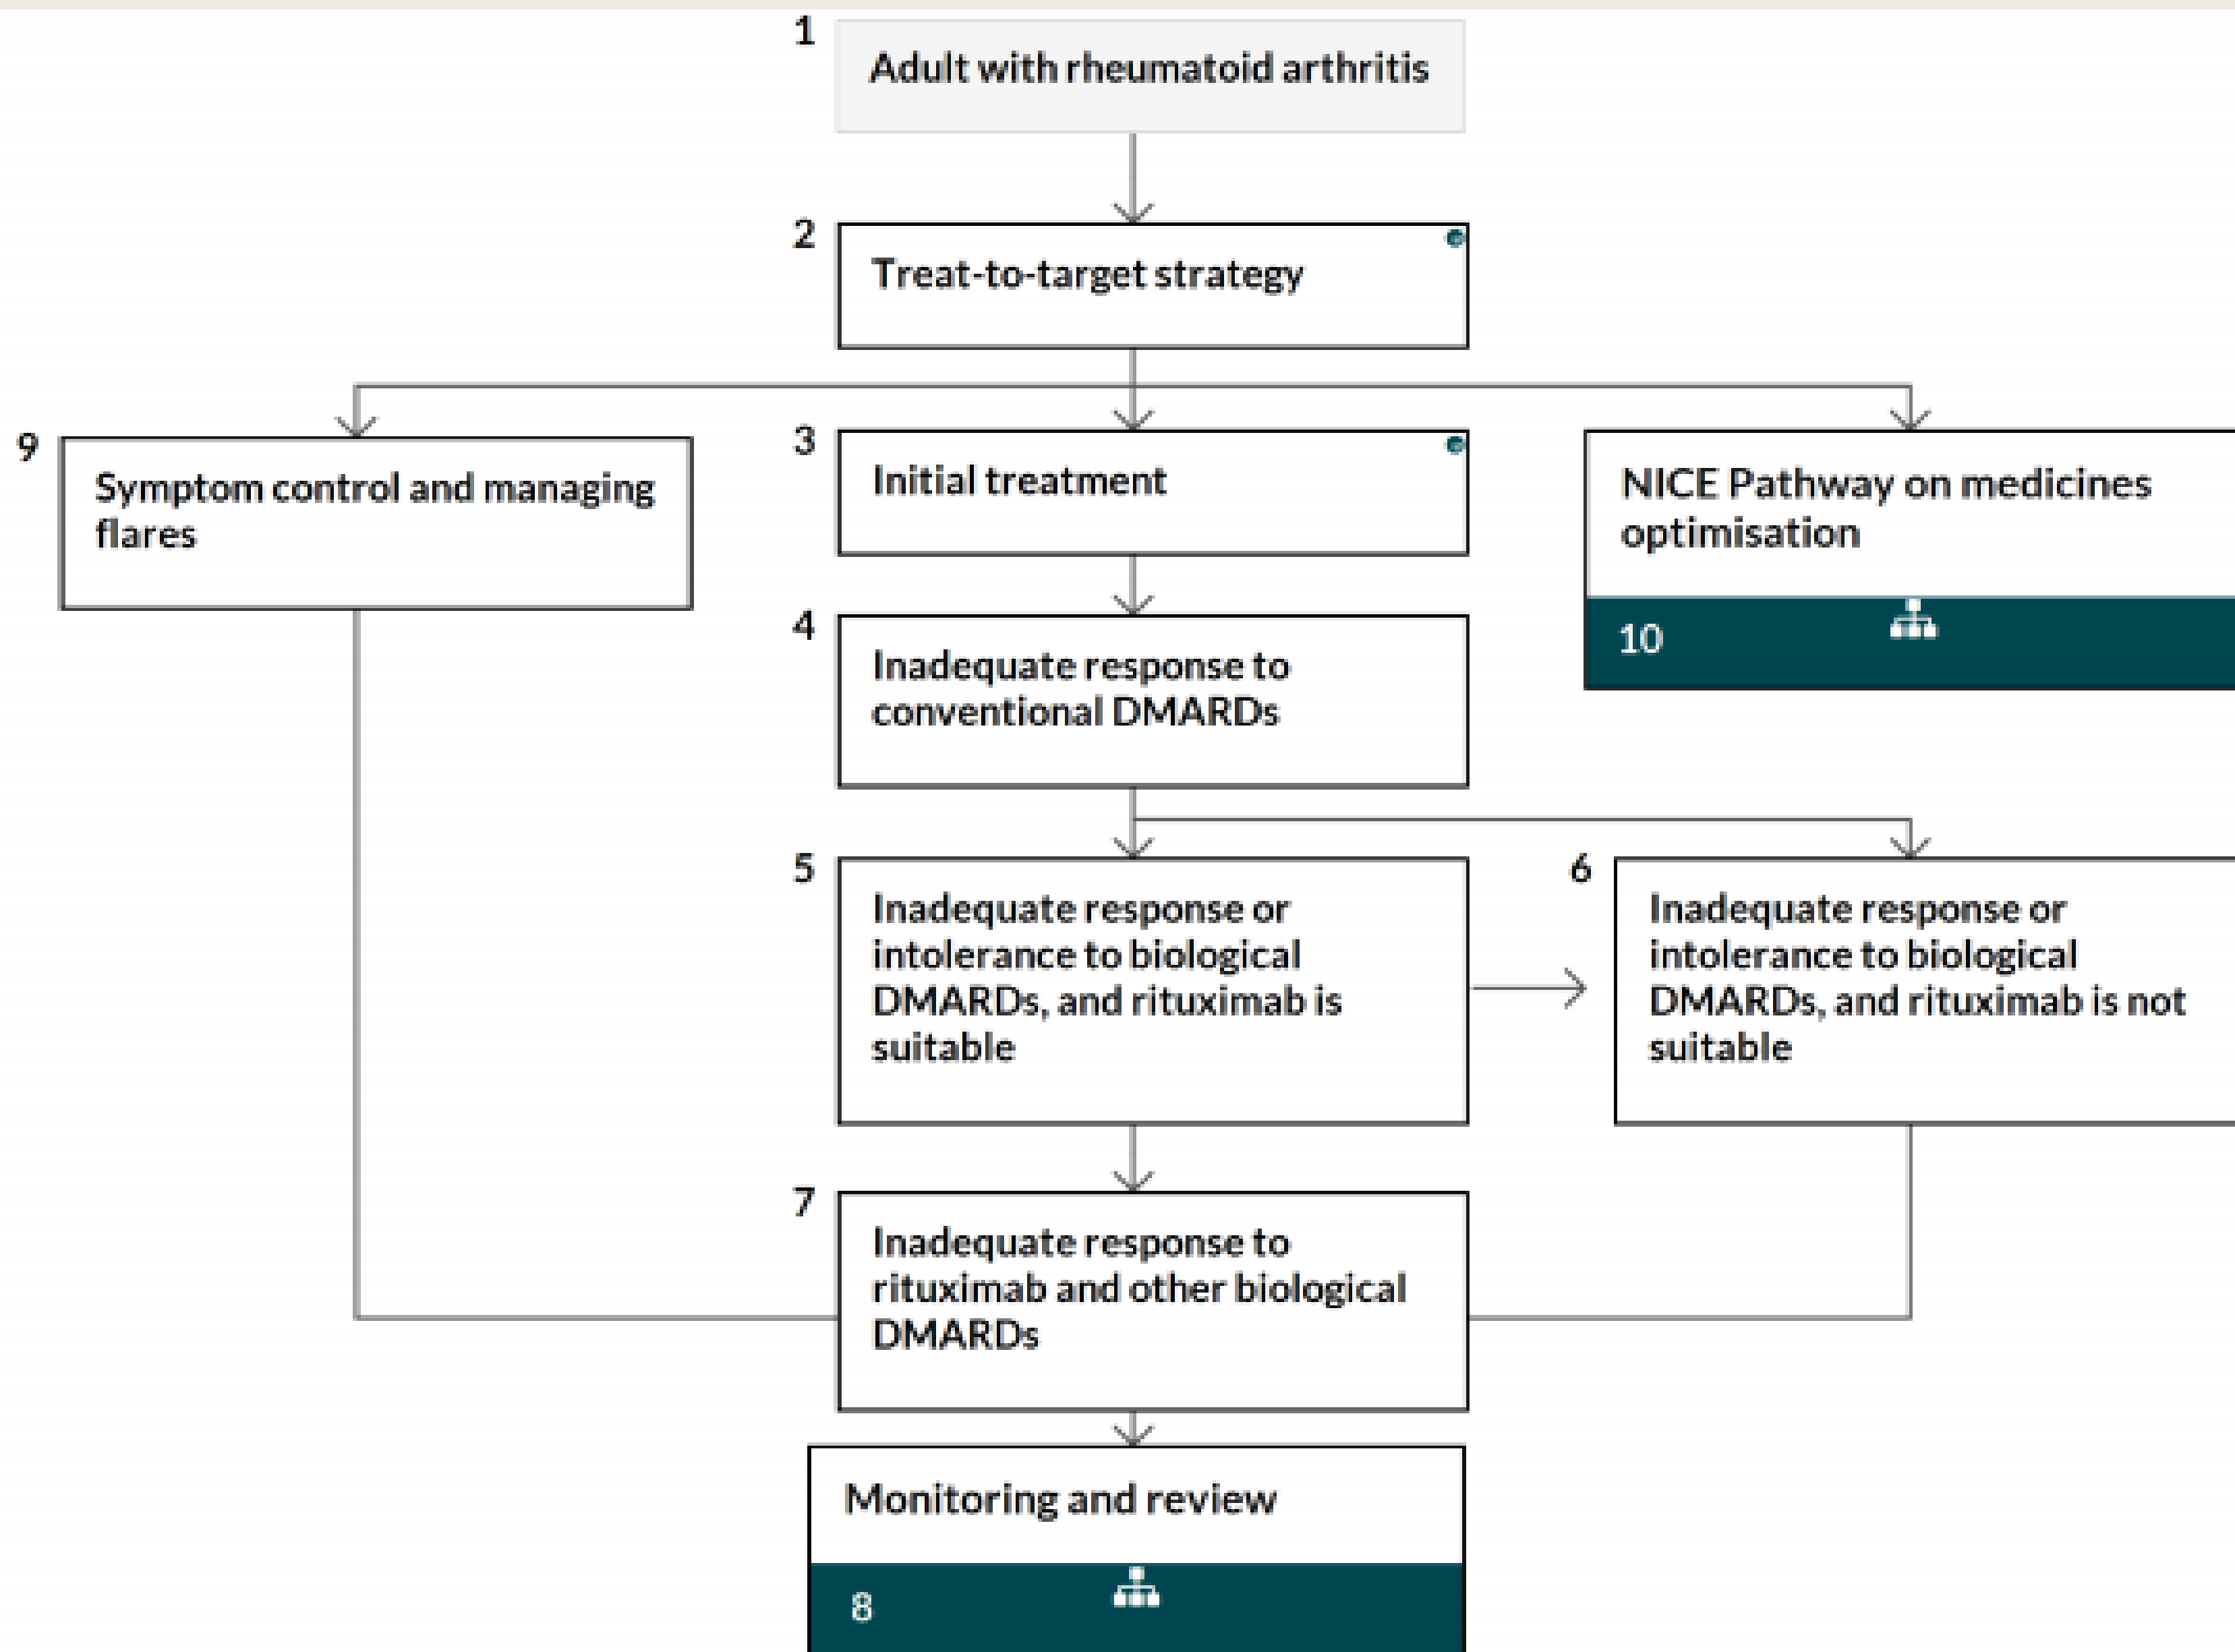 1
Adult with rheumatoid arthritis
2
Treat-to-target strategy
9
Symptom control and managing
flares
3
Initial treatment
NICE Pathway on medicines
optimisation
10
4
Inadequate response to
conventional DMARDs
5
Inadequate response or
intolerance to biological
DMARDs, and rituximab is
suitable
6
Inadequate response or
intolerance to biological
DMARDs, and rituximab is not
suitable
7
Inadequate response to
rituximab and other biological
DMARDs
Monitoring and review
8